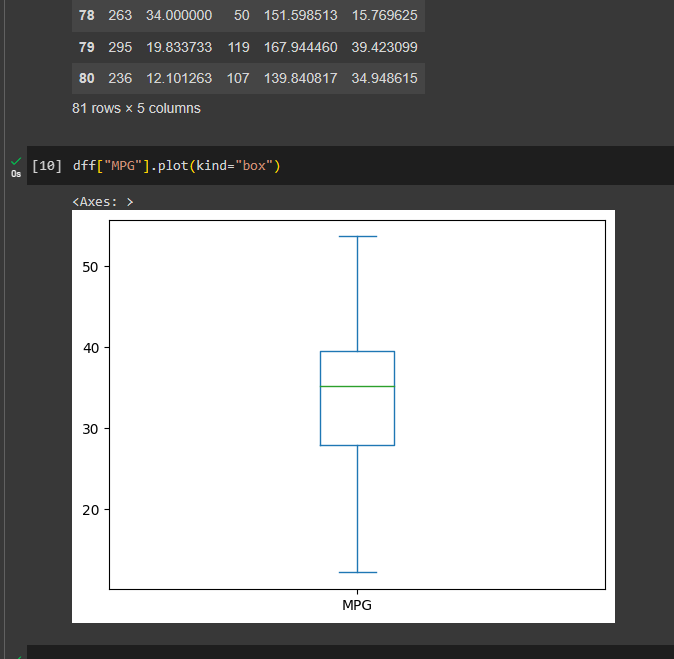 78 263 34.000000 50 151.598513 15.769625
79 295 19.833733 119 167.944460 39.423099
80 236 12.101263 107 139.840817 34.948615
81 rows × 5 columns
[10] dff["MPG"].plot(kind="box")
0s
<Axes: >
50
40
30
20
MPG